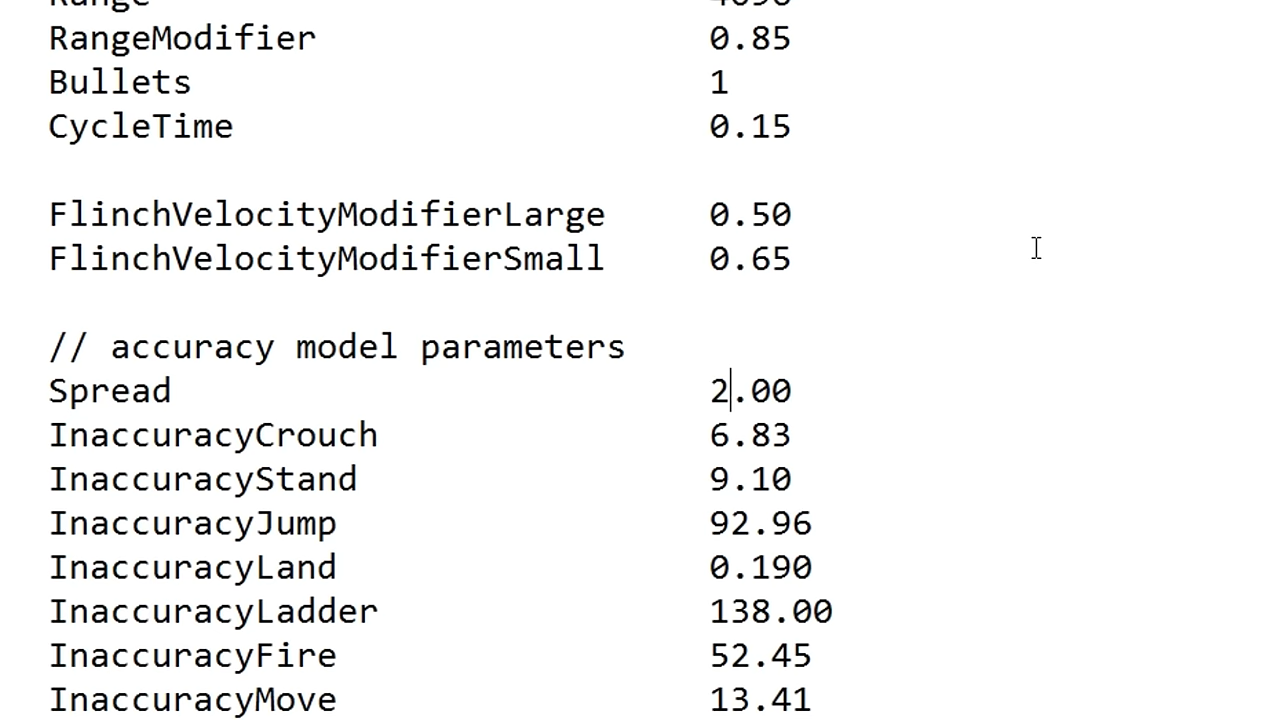 Range 4096
RangeModifier 0.85
Bullets 1
CycleTime 0.15
FlinchVelocityModifierLarge 0.50
FlinchVelocityModifierSmall 0.65
// accuracy model parameters
Spread 2.00
InaccuracyCrouch 6.83
InaccuracyStand 9.10
InaccuracyJump 92.96
InaccuracyLand 0.190
InaccuracyLadder 138.00
InaccuracyFire 52.45
InaccuracyMove 13.41